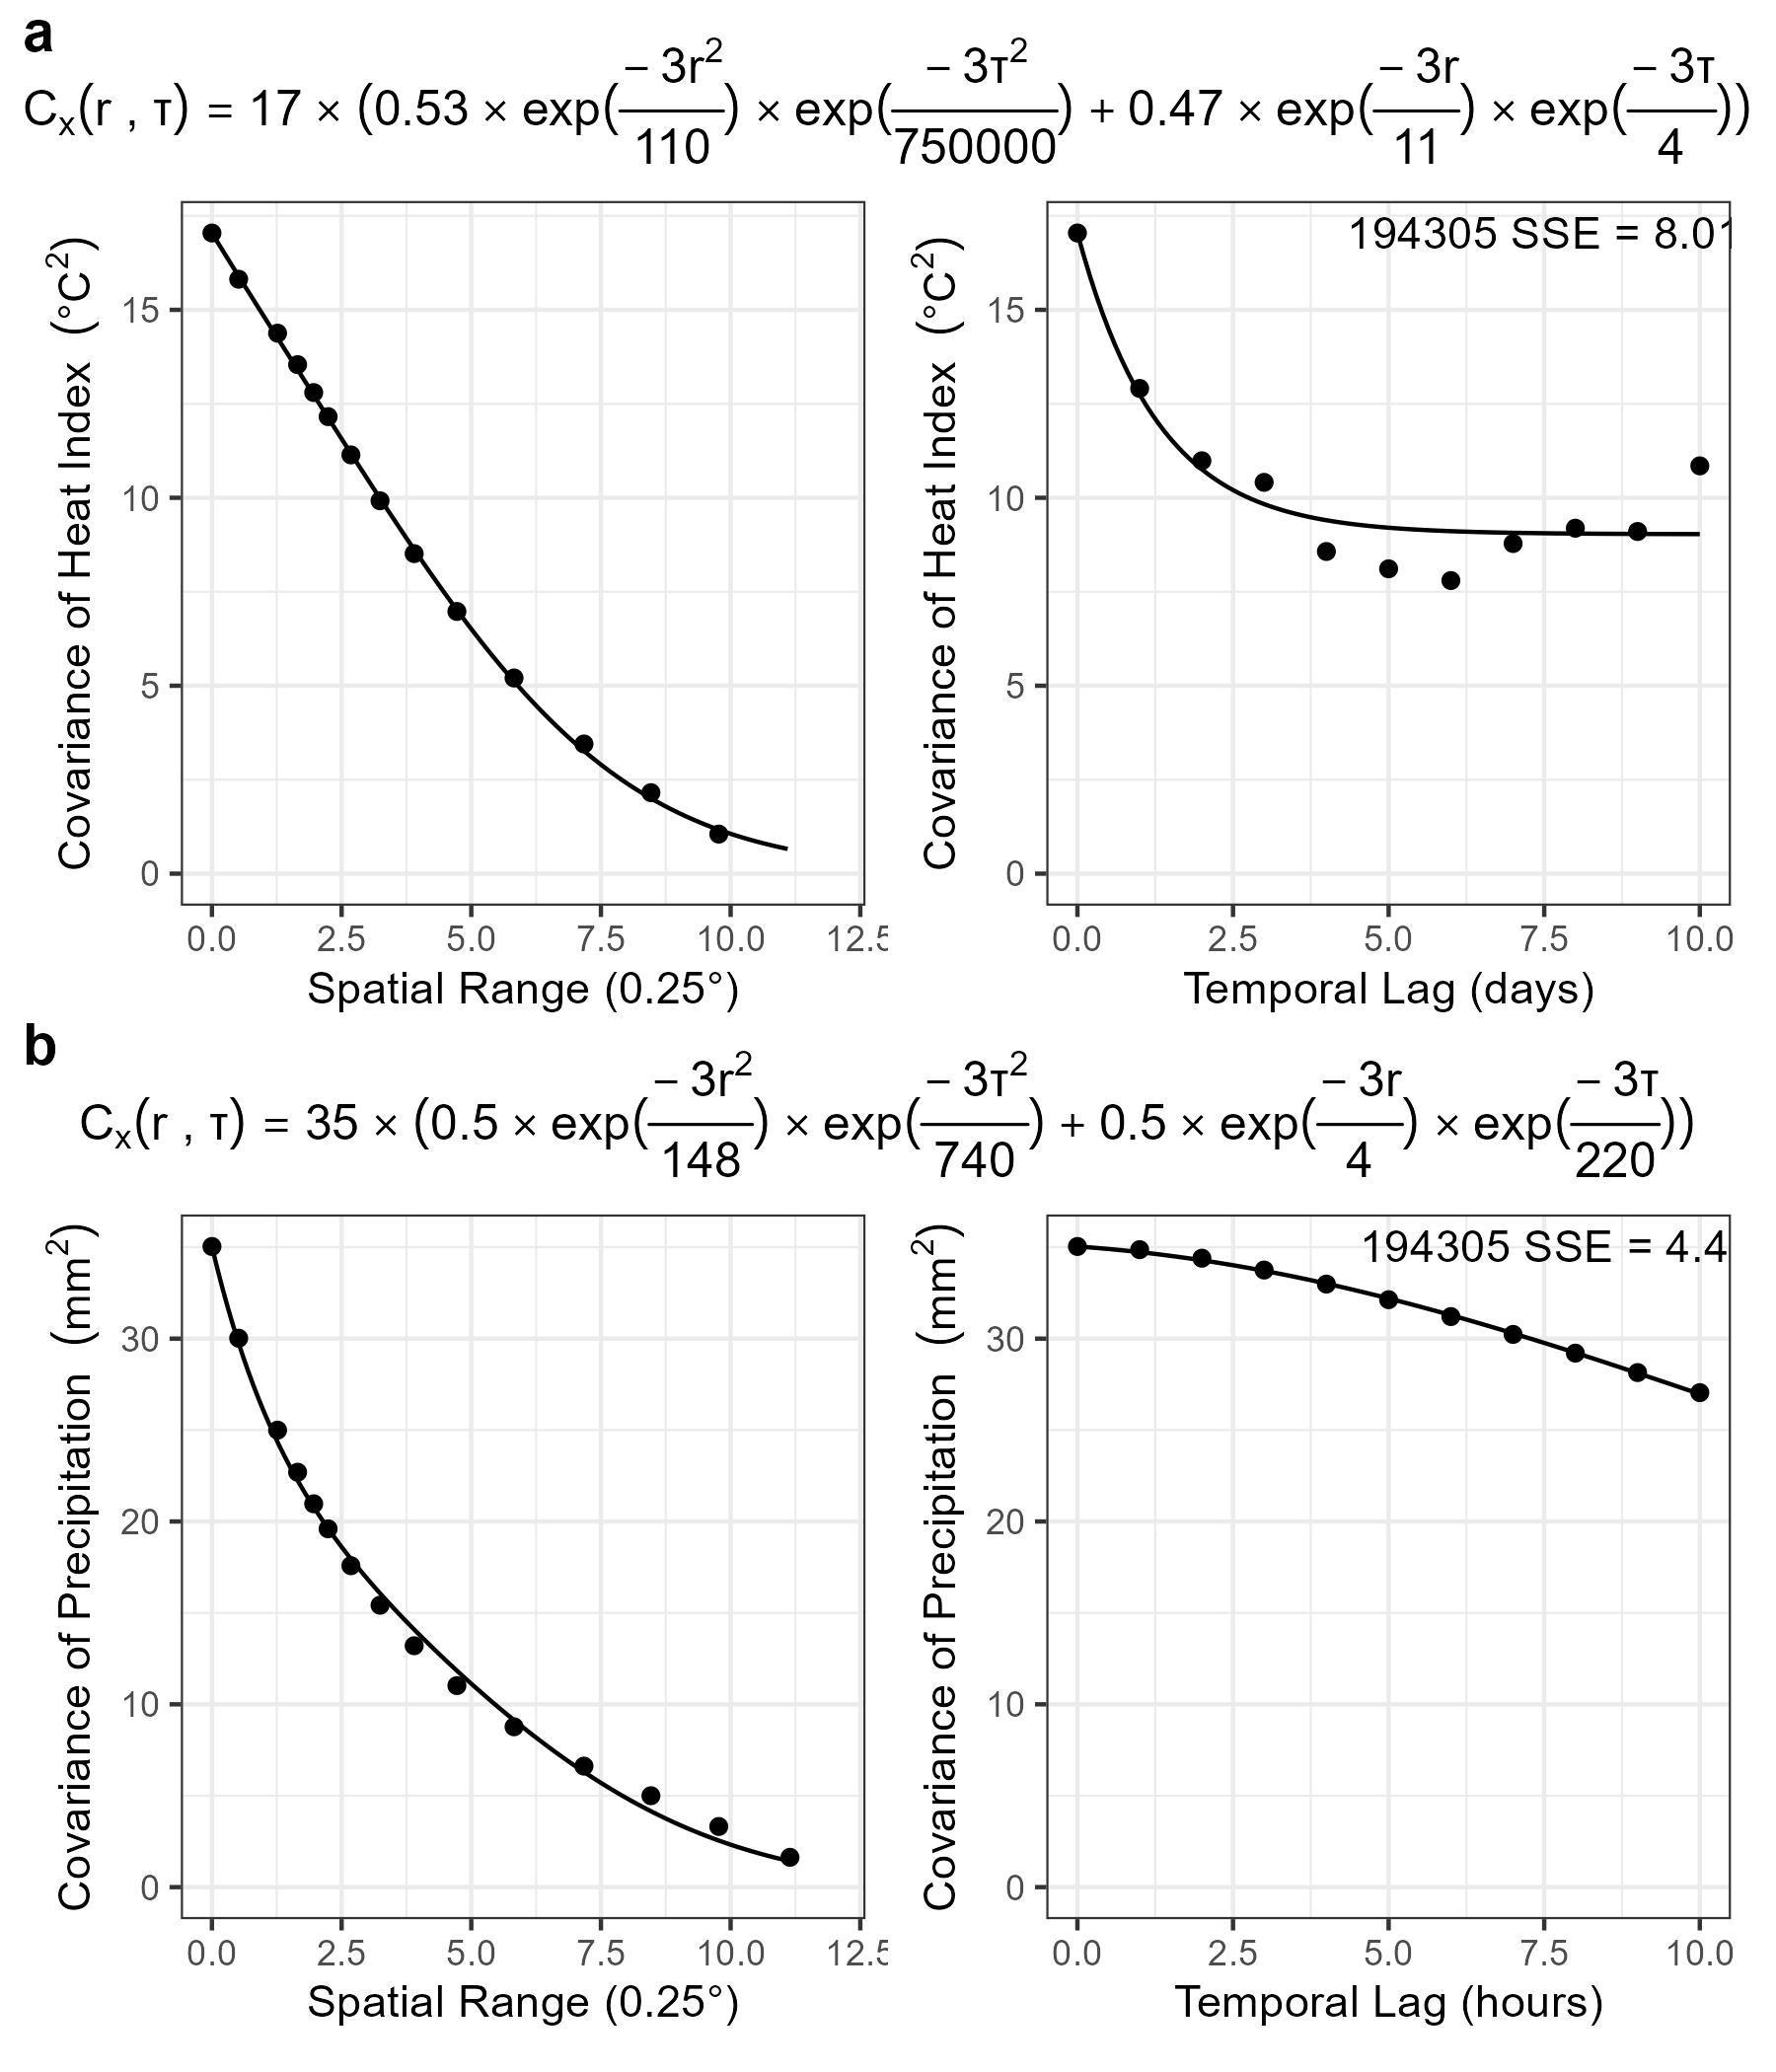 a
Cₓ(r , τ) = 17 × (0.53 × exp(− 3r²/110) × exp(− 3τ²/750000) + 0.47 × exp(− 3r/11) × exp(− 3τ/4))
Covariance of Heat Index (°C²)
15
10
5
0
0.0 2.5 5.0 7.5 10.0 12.5
Spatial Range (0.25°)
194305 SSE = 8.01
Covariance of Heat Index (°C²)
15
10
5
0
0.0 2.5 5.0 7.5 10.0
Temporal Lag (days)
b
Cₓ(r , τ) = 35 × (0.5 × exp(− 3r²/148) × exp(− 3τ²/740) + 0.5 × exp(− 3r/4) × exp(− 3τ/220))
Covariance of Precipitation (mm²)
30
20
10
0
0.0 2.5 5.0 7.5 10.0 12.5
Spatial Range (0.25°)
194305 SSE = 4.4
Covariance of Precipitation (mm²)
30
20
10
0
0.0 2.5 5.0 7.5 10.0
Temporal Lag (hours)